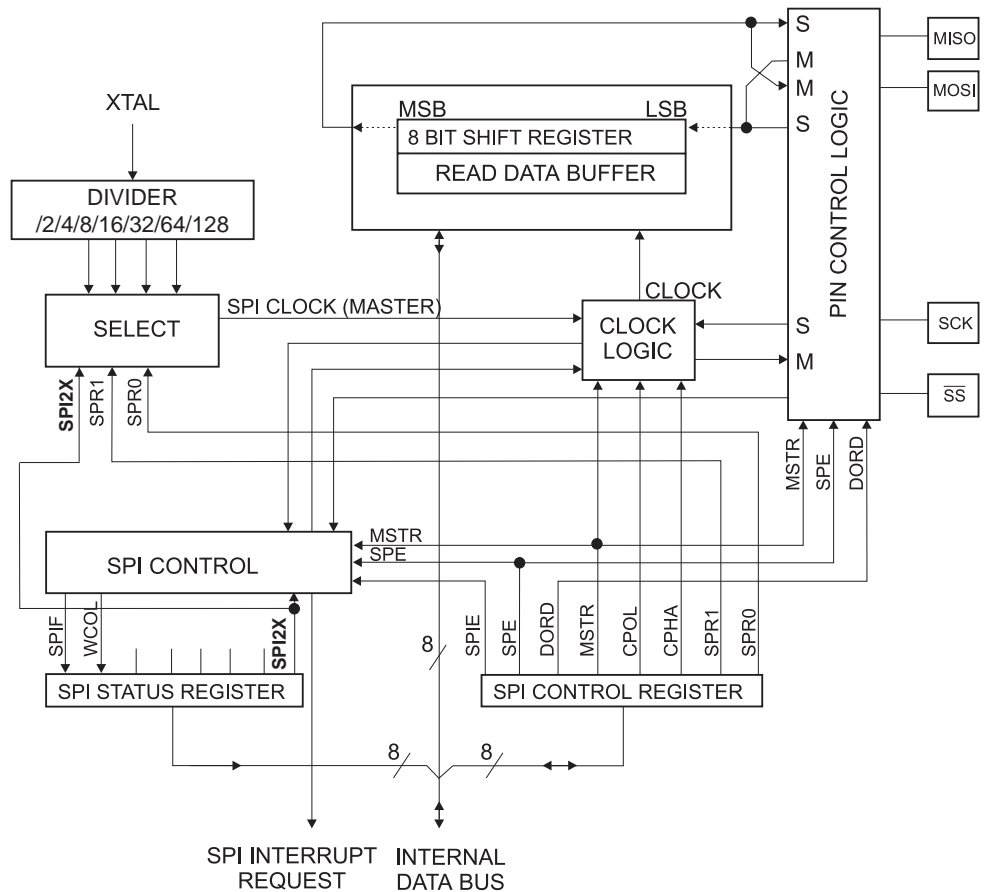 S
MISO
M
M
MOSI
XTAL
MSB
LSB
S
8 BIT SHIFT REGISTER
READ DATA BUFFER
DIVIDER
/2/4/8/16/32/64/128
PIN CONTROL LOGIC
SPI CLOCK (MASTER)
CLOCK
SELECT
CLOCK
LOGIC
S
SCK
M
SS
SPI2X
SPR1
SPR0
MSTR
SPE
DORD
MSTR
SPE
SPI CONTROL
SPIF
WCOL
SPI2X
SPIE
SPE
DORD
MSTR
CPOL
CPHA
SPR1
SPR0
8
SPI STATUS REGISTER
SPI CONTROL REGISTER
8
8
SPI INTERRUPT
REQUEST
INTERNAL
DATA BUS